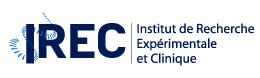 IREC
Institut de Recherche
Expérimentale
et Clinique